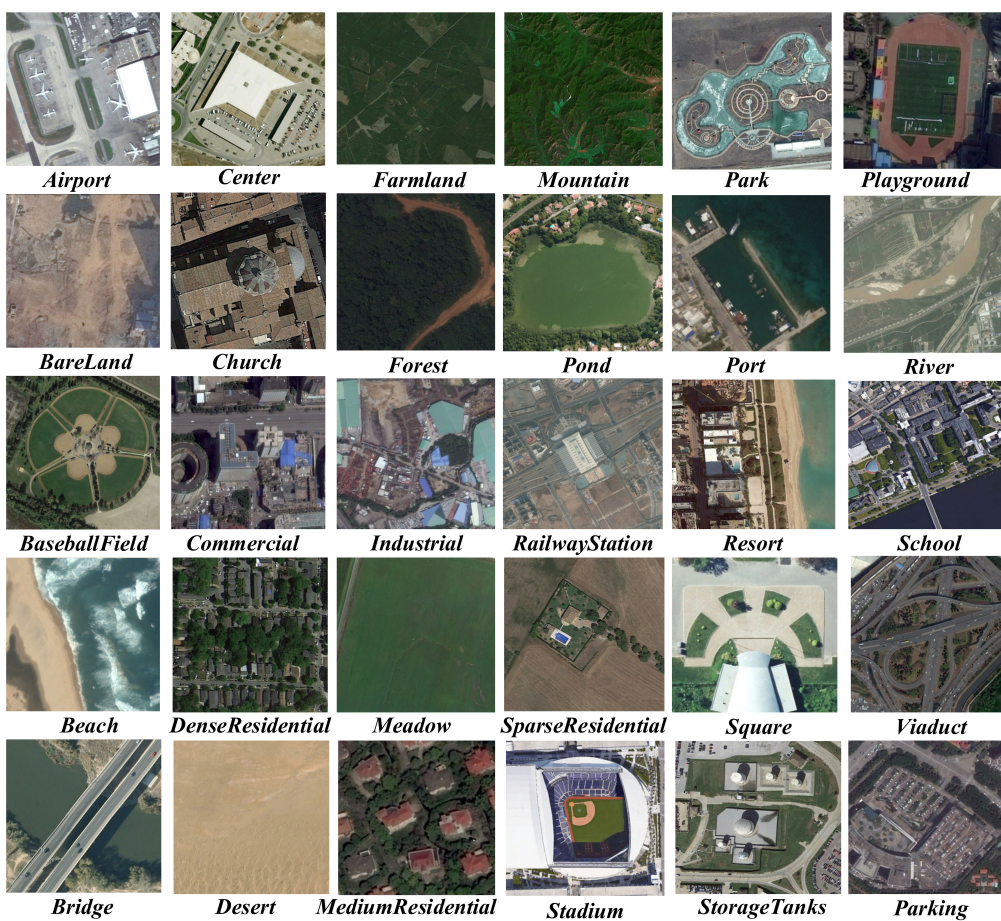 Airport Center Farmland Mountain Park Playground
BareLand Church Forest Pond Port River
BaseballField Commercial Industrial RailwayStation Resort School
Beach DenseResidential Meadow SparseResidential Square Viaduct
Bridge Desert MediumResidential Stadium StorageTanks Parking